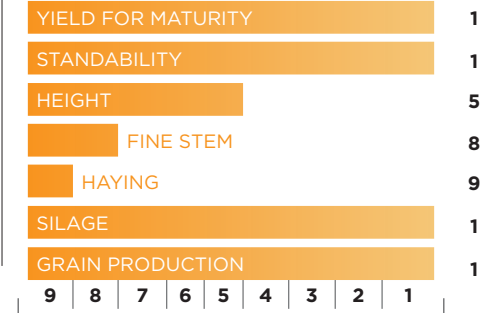 YIELD FOR MATURITY 1
STANDABILITY 1
HEIGHT 5
FINE STEM 8
HAYING 9
SILAGE 1
GRAIN PRODUCTION 1
9 8 7 6 5 4 3 2 1